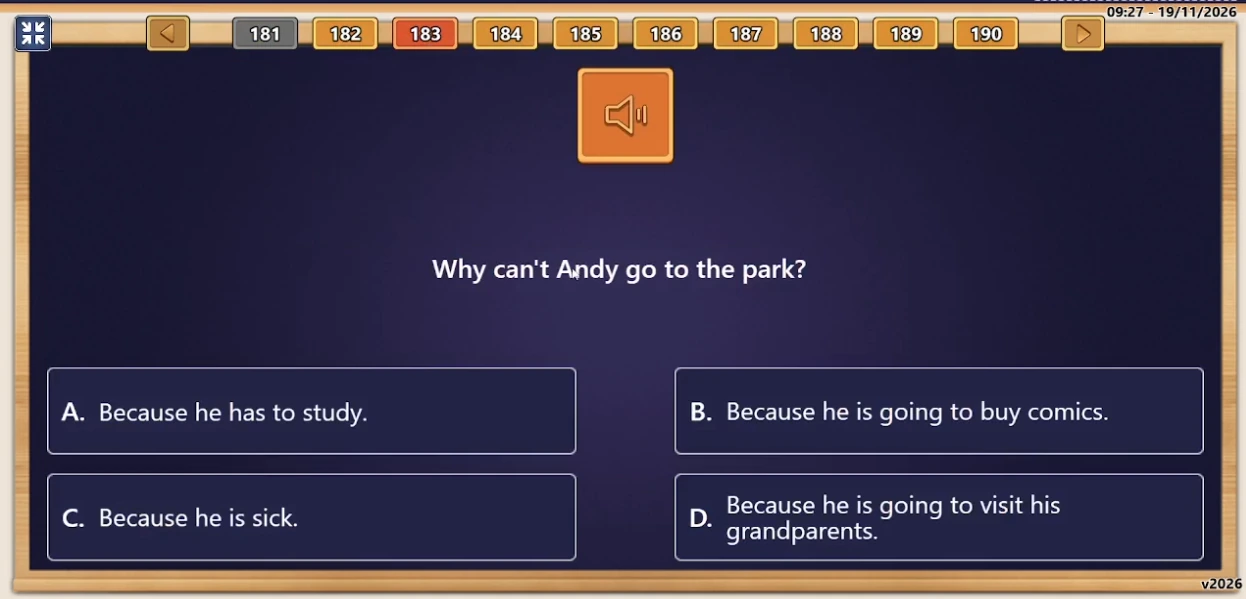 09:27 - 19/11/2026
181 182 183 184 185 186 187 188 189 190
Why can't Andy go to the park?
A. Because he has to study.
B. Because he is going to buy comics.
C. Because he is sick.
D. Because he is going to visit his
grandparents.
v2026